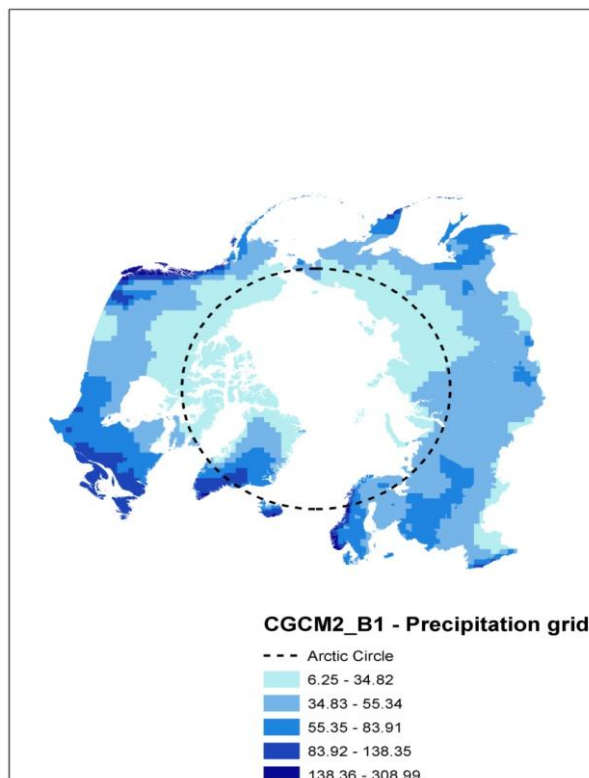 CGCM2_B1 - Precipitation grid
Arctic Circle
6.25 - 34.82
34.83 - 55.34
55.35 - 83.91
83.92 - 138.35
138.36 - 308.99